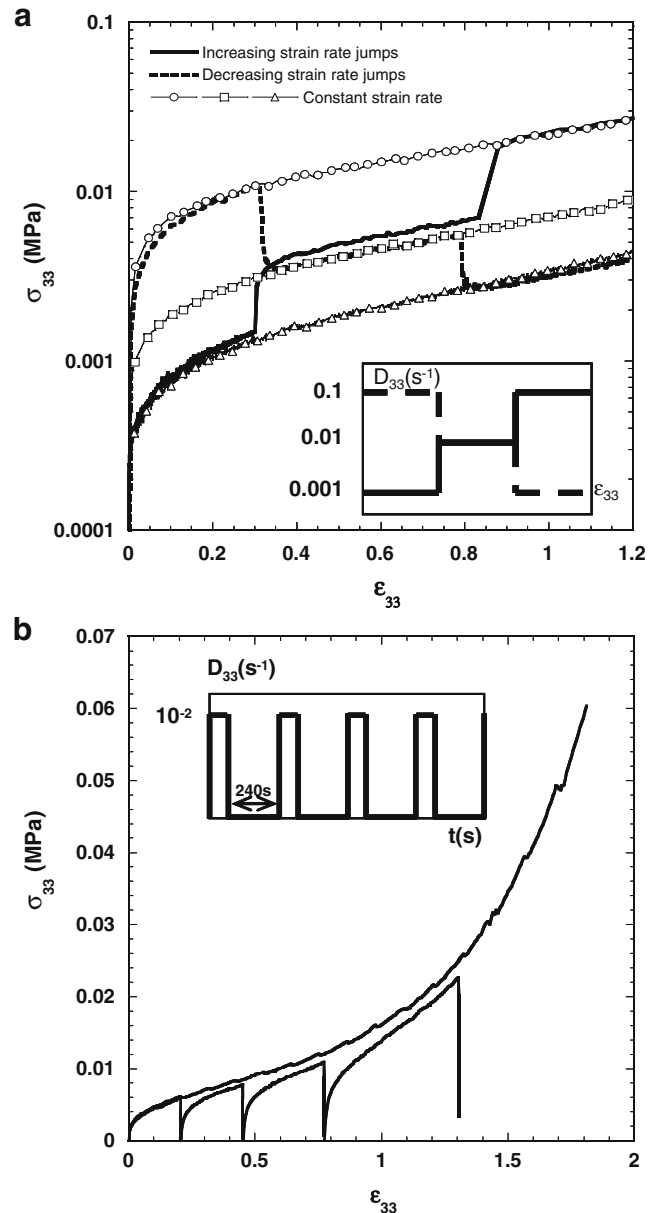 a
0.1
Increasing strain rate jumps
Decreasing strain rate jumps
Constant strain rate
0.01
σ33 (MPa)
0.001
D33(s-1)
0.1
0.01
0.001
ε33
0.0001
0 0.2 0.4 0.6 0.8 1 1.2
ε33
b
0.07
D33(s-1)
0.06
10-2
0.05
240s
t(s)
0.04
σ33 (MPa)
0.03
0.02
0.01
0
0 0.5 1 1.5 2
ε33